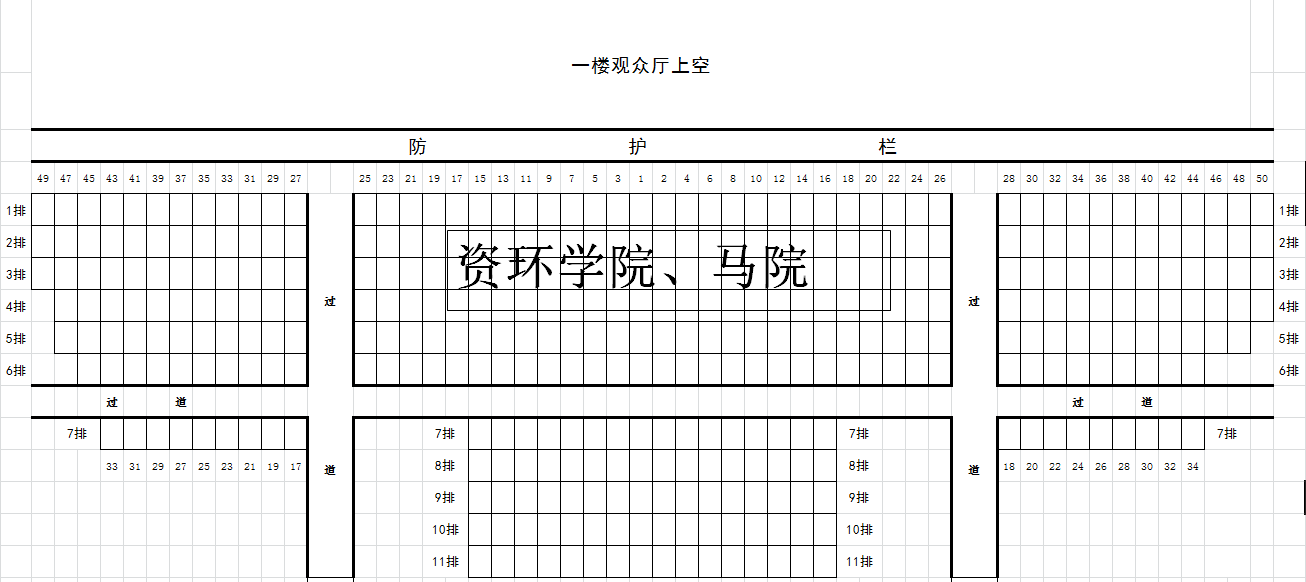 一楼观众厅上空
防 护 栏
49 47 45 43 41 39 37 35 33 31 29 27 25 23 21 19 17 15 13 11 9 7 5 3 1 2 4 6 8 10 12 14 16 18 20 22 24 26 28 30 32 34 36 38 40 42 44 46 48 50
1排 1排
2排 2排
资环学院、马院
3排 3排
4排 过 过 4排
5排 5排
6排 6排
过 道 过 道
7排 7排 7排 7排
33 31 29 27 25 23 21 19 17 道 8排 8排 道 18 20 22 24 26 28 30 32 34
9排 9排
10排 10排
11排 11排